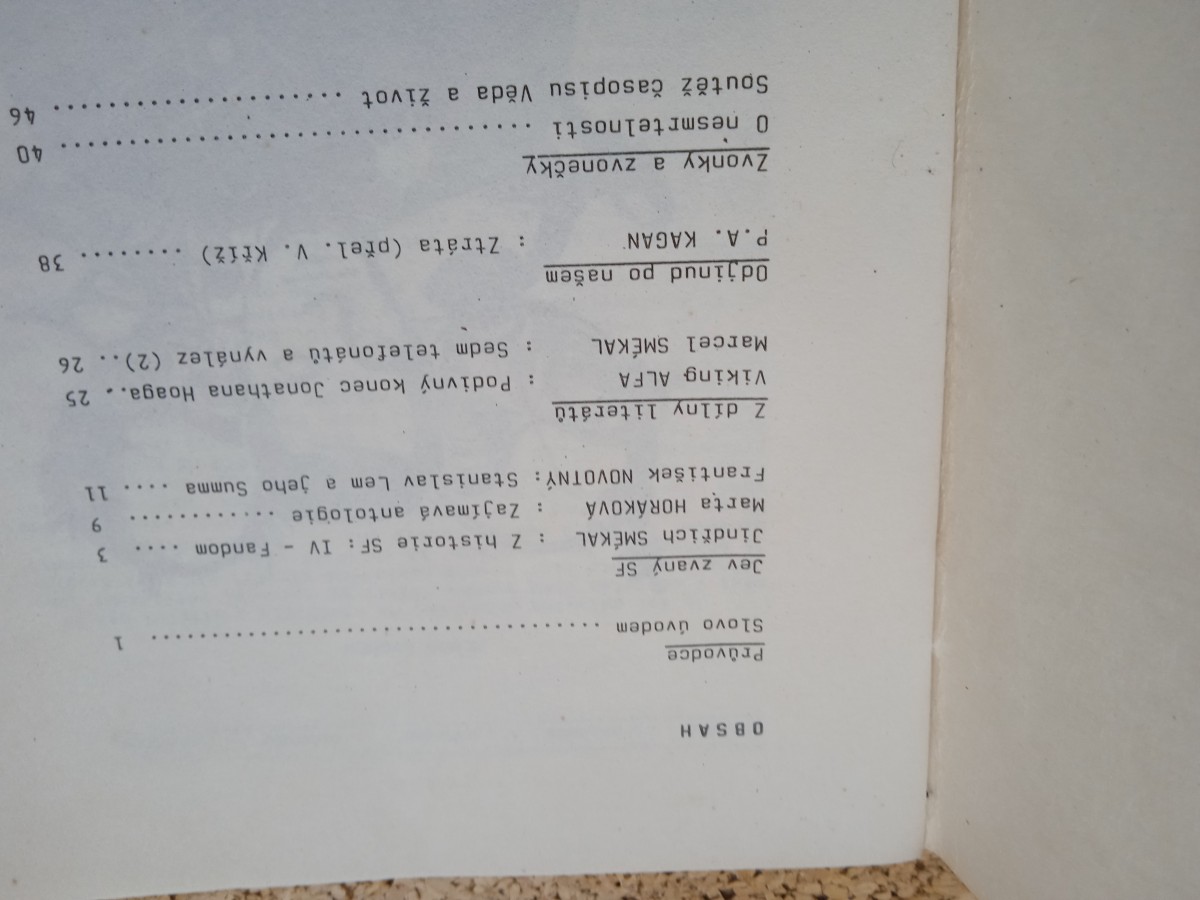 OBSAH
Průvodce
Slovo úvodem ..................................... 1
Jev zvaný SF
Jindřich SMÉKAL : Z historie SF: IV - Fandom .... 3
Marta HORÁKOVÁ : Zajímavá antologie ............ 9
František NOVOTNÝ: Stanislav Lem a jeho Summa .... 11
Z dílny literátů
Viking ALFA : Podivný konec Jonathana Hoaga... 25
Marcel SMÉKAL : Sedm telefonátů a vynález (2).. 26
Odjinud po našem
P.A. KAGAN : Ztráta (přel. V. Kříž) ........ 38
Zvonky a zvonečky
O nesmrtelnosti ................................... 40
Soutěž časopisu Věda a život ...................... 46